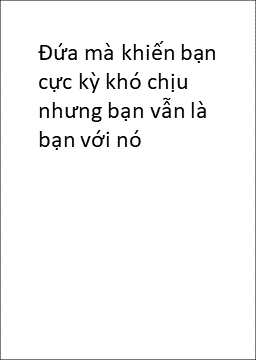 Đứa mà khiến bạn
cực kỳ khó chịu
nhưng bạn vẫn là
bạn với nó